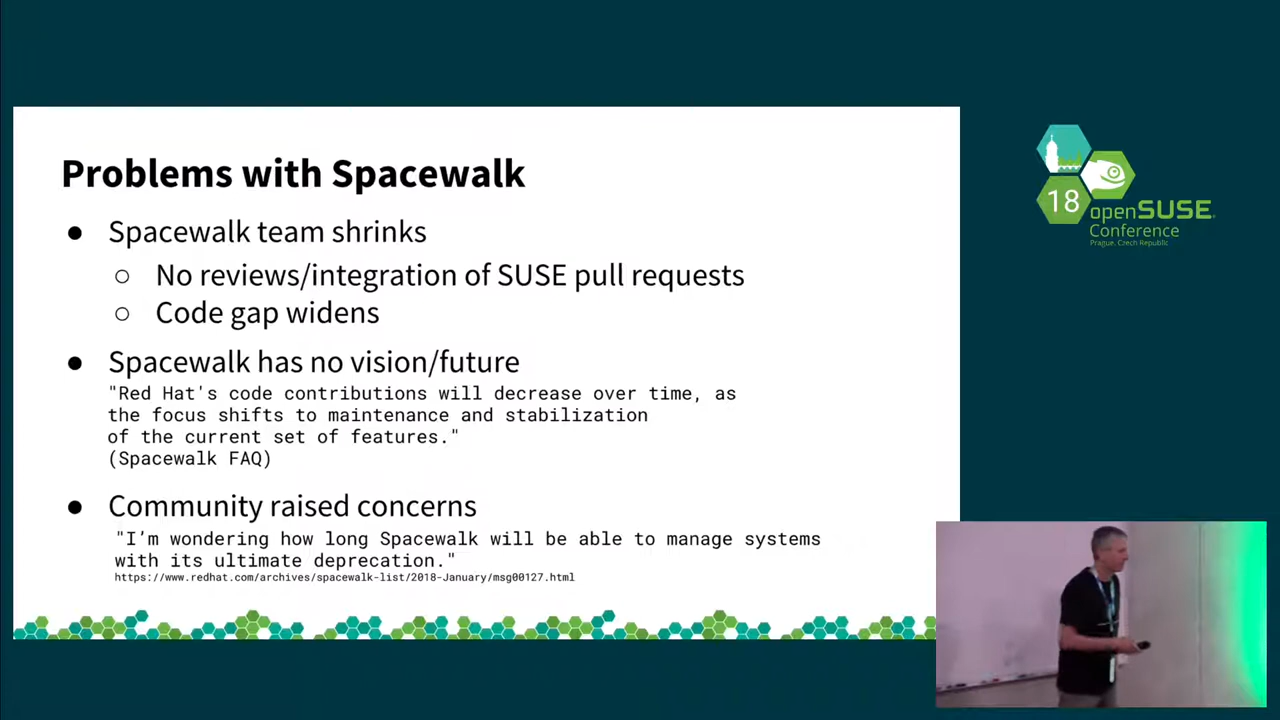 Problems with Spacewalk
● Spacewalk team shrinks
○ No reviews/integration of SUSE pull requests
○ Code gap widens
● Spacewalk has no vision/future
"Red Hat's code contributions will decrease over time, as
the focus shifts to maintenance and stabilization
of the current set of features."
(Spacewalk FAQ)
● Community raised concerns
"I'm wondering how long Spacewalk will be able to manage systems
with its ultimate deprecation."
https://www.redhat.com/archives/spacewalk-list/2018-January/msg00127.html
18
openSUSE
Conference
Prague, Czech Republic